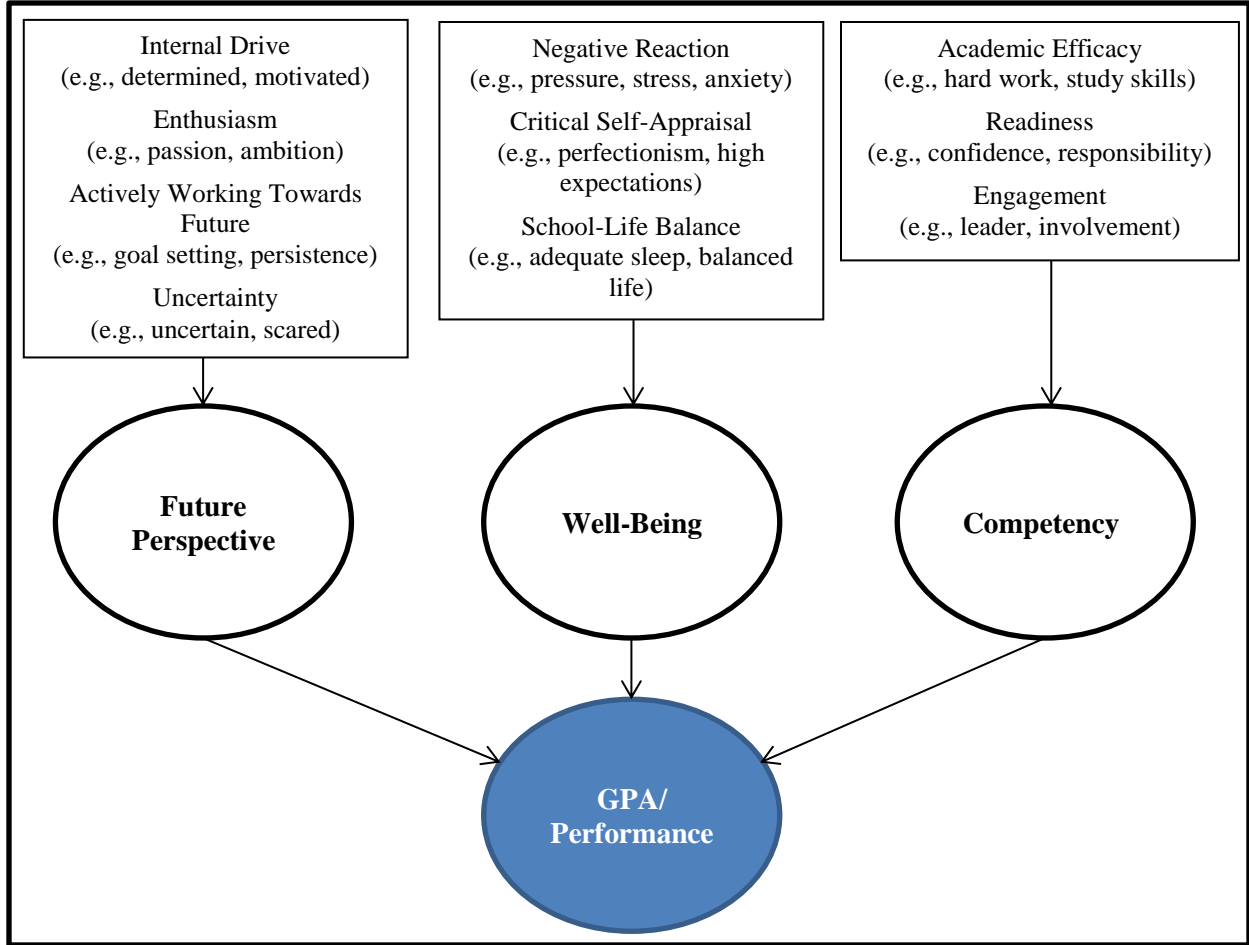 Internal Drive
(e.g., determined, motivated)
Enthusiasm
(e.g., passion, ambition)
Actively Working Towards
Future
(e.g., goal setting, persistence)
Uncertainty
(e.g., uncertain, scared)
Negative Reaction
(e.g., pressure, stress, anxiety)
Critical Self-Appraisal
(e.g., perfectionism, high
expectations)
School-Life Balance
(e.g., adequate sleep, balanced
life)
Academic Efficacy
(e.g., hard work, study skills)
Readiness
(e.g., confidence, responsibility)
Engagement
(e.g., leader, involvement)
Future
Perspective
Well-Being
Competency
GPA/
Performance